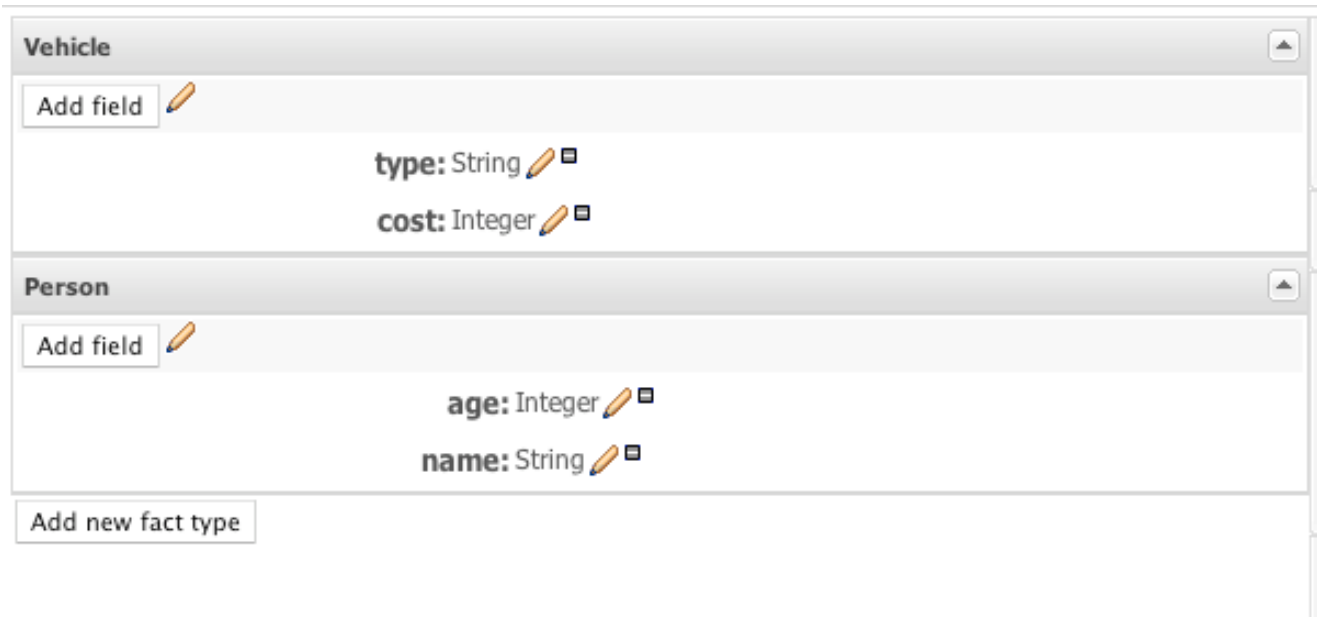 Vehicle
Add field
type: String
cost: Integer
Person
Add field
age: Integer
name: String
Add new fact type